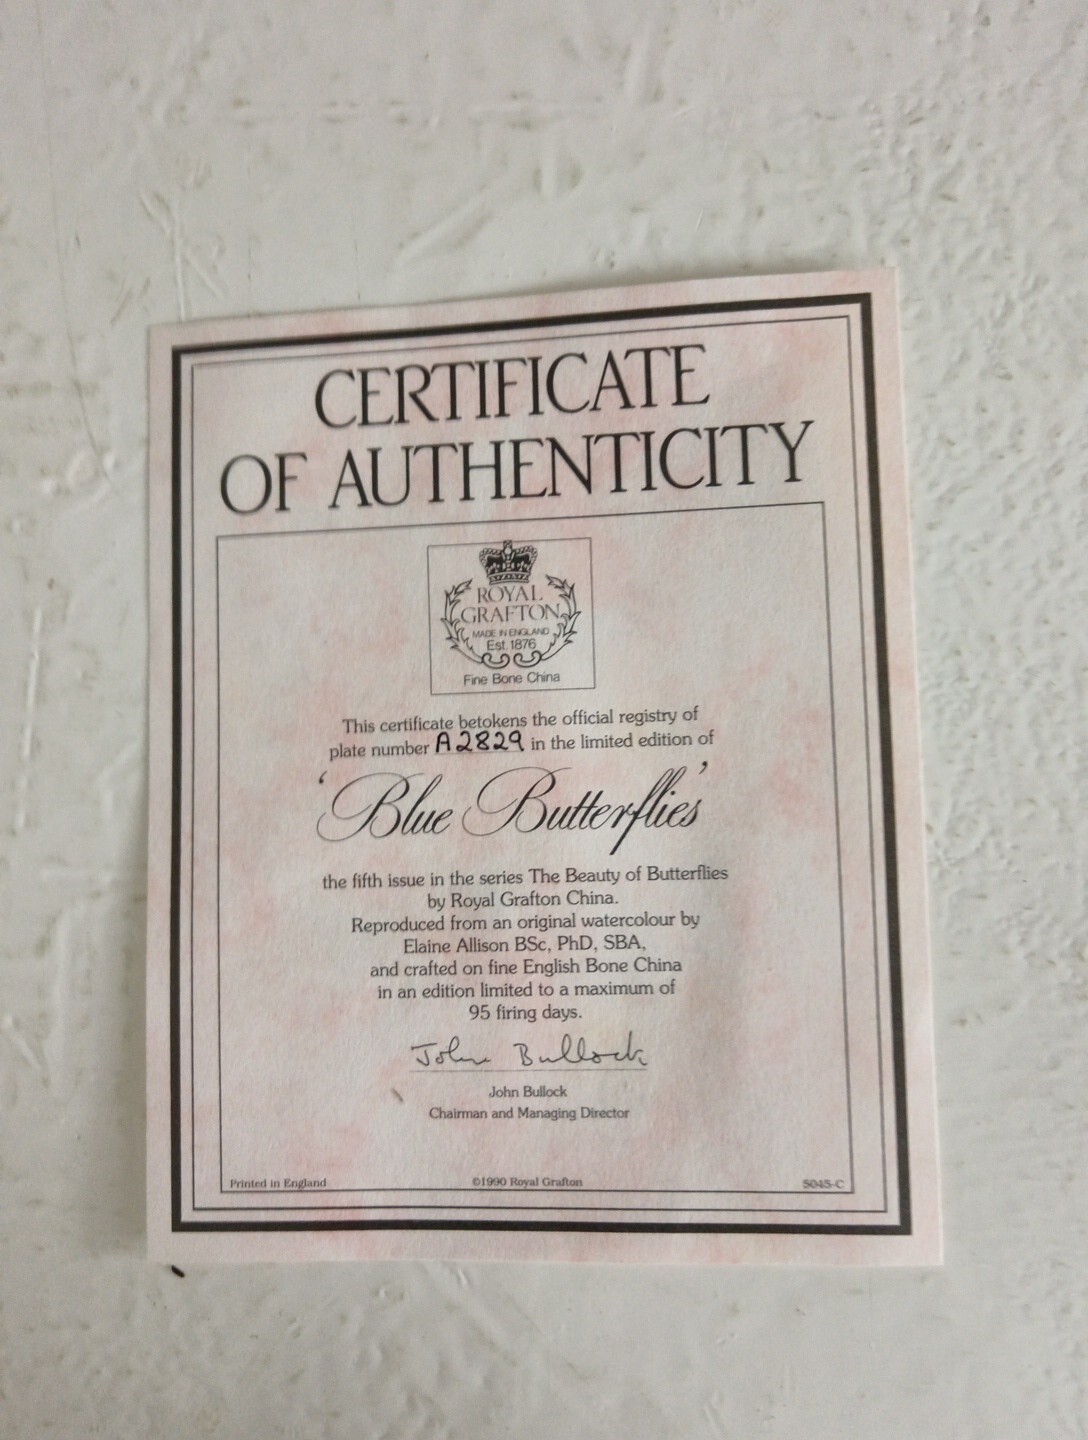 CERTIFICATE
OF AUTHENTICITY
ROYAL
GRAFTON
MADE IN ENGLAND
Est. 1876
Fine Bone China
This certificate betokens the official registry of
plate number A2829 in the limited edition of
'Blue Butterflies'
the fifth issue in the series The Beauty of Butterflies
by Royal Grafton China.
Reproduced from an original watercolour by
Elaine Allison BSc, PhD, SBA,
and crafted on fine English Bone China
in an edition limited to a maximum of
95 firing days.
John Bullock
John Bullock
Chairman and Managing Director
Printed in England ©1990 Royal Grafton 5045-C